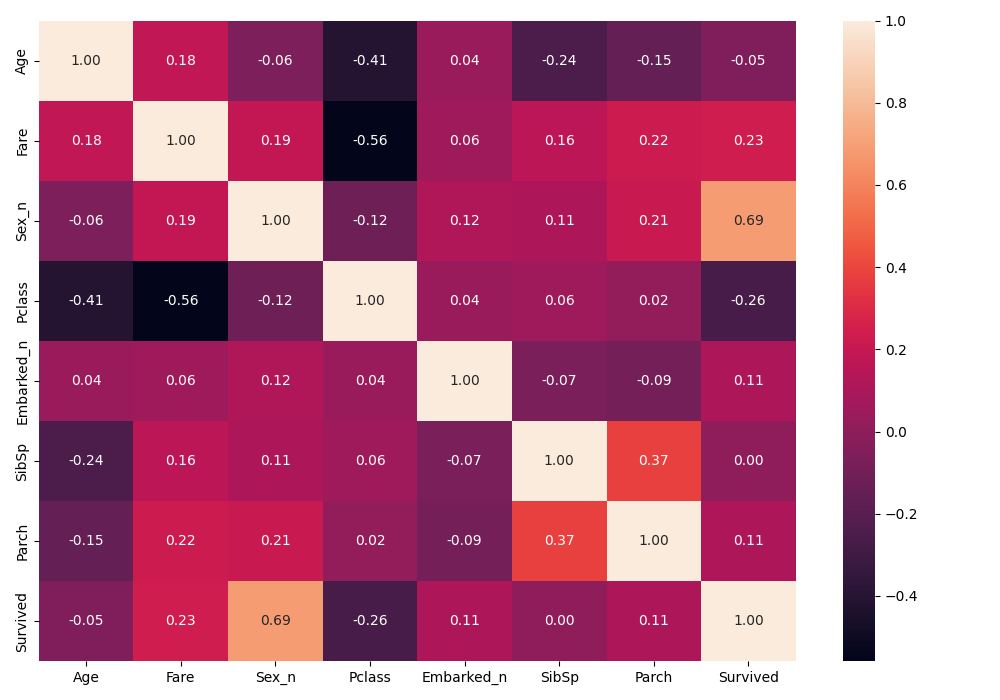 Age 1.00 0.18 -0.06 -0.41 0.04 -0.24 -0.15 -0.05
Fare 0.18 1.00 0.19 -0.56 0.06 0.16 0.22 0.23
Sex_n -0.06 0.19 1.00 -0.12 0.12 0.11 0.21 0.69
Pclass -0.41 -0.56 -0.12 1.00 0.04 0.06 0.02 -0.26
Embarked_n 0.04 0.06 0.12 0.04 1.00 -0.07 -0.09 0.11
SibSp -0.24 0.16 0.11 0.06 -0.07 1.00 0.37 0.00
Parch -0.15 0.22 0.21 0.02 -0.09 0.37 1.00 0.11
Survived -0.05 0.23 0.69 -0.26 0.11 0.00 0.11 1.00
Age Fare Sex_n Pclass Embarked_n SibSp Parch Survived
1.0
0.8
0.6
0.4
0.2
0.0
−0.2
−0.4